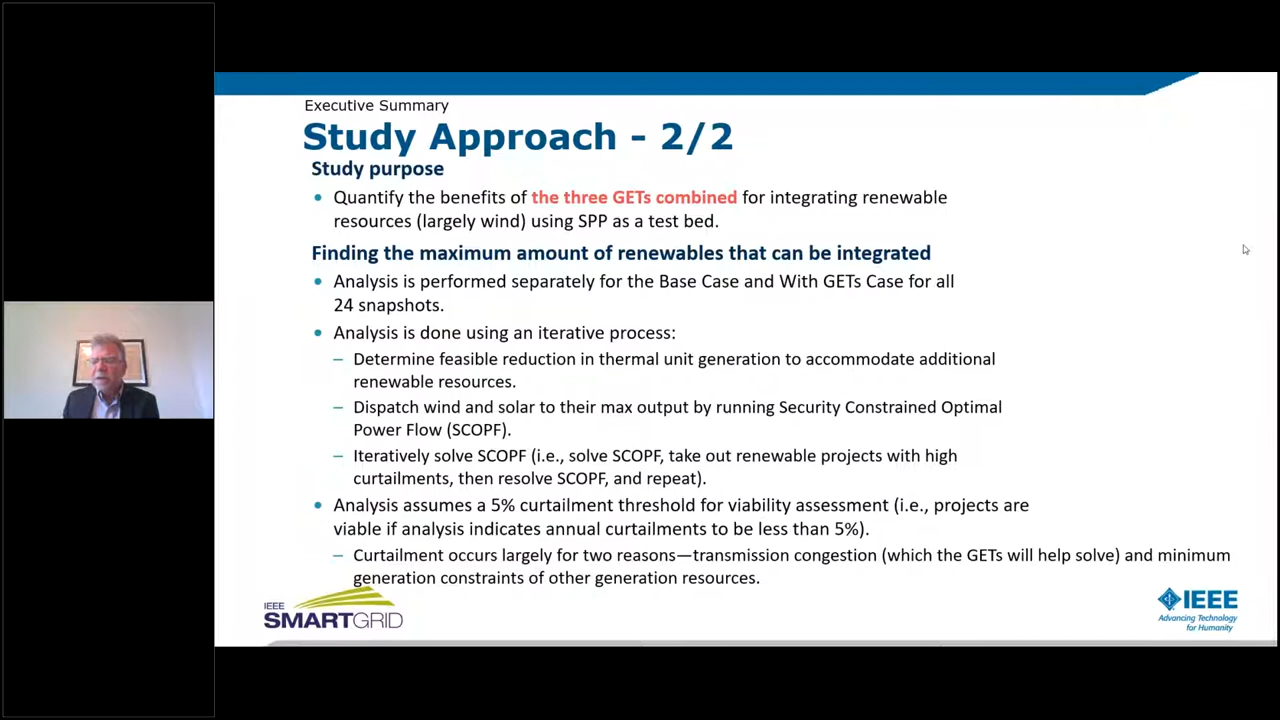 Executive Summary
Study Approach - 2/2
Study purpose
• Quantify the benefits of the three GETs combined for integrating renewable
resources (largely wind) using SPP as a test bed.
Finding the maximum amount of renewables that can be integrated
• Analysis is performed separately for the Base Case and With GETs Case for all
24 snapshots.
• Analysis is done using an iterative process:
– Determine feasible reduction in thermal unit generation to accommodate additional
renewable resources.
– Dispatch wind and solar to their max output by running Security Constrained Optimal
Power Flow (SCOPF).
– Iteratively solve SCOPF (i.e., solve SCOPF, take out renewable projects with high
curtailments, then resolve SCOPF, and repeat).
• Analysis assumes a 5% curtailment threshold for viability assessment (i.e., projects are
viable if analysis indicates annual curtailments to be less than 5%).
– Curtailment occurs largely for two reasons—transmission congestion (which the GETs will help solve) and minimum
generation constraints of other generation resources.
IEEE
SMARTGRID
IEEE
Advancing Technology
for Humanity